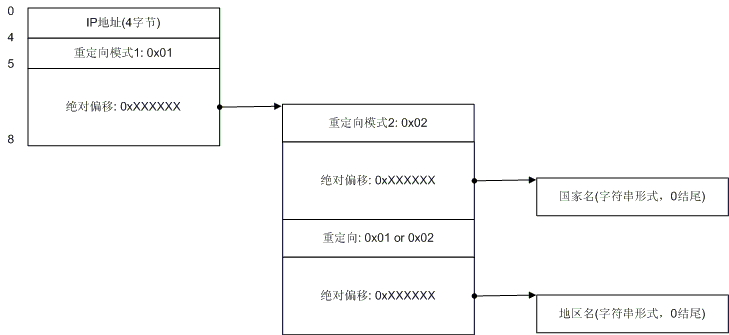 0
IP地址(4字节)
4
重定向模式1: 0x01
5
绝对偏移: 0xXXXXXX
8
重定向模式2: 0x02
绝对偏移: 0xXXXXXX
国家名(字符串形式，0结尾)
重定向: 0x01 or 0x02
绝对偏移: 0xXXXXXX
地区名(字符串形式，0结尾)